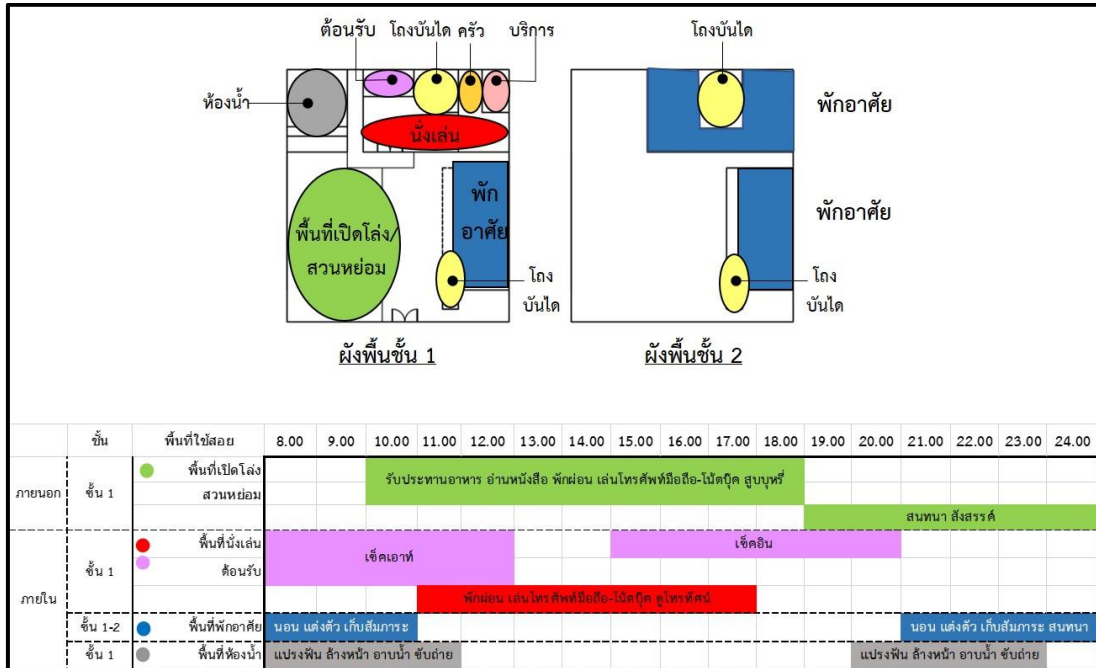 ต้อนรับ โถงบันได ครัว บริการ
ห้องน้ำ
นั่งเล่น
พัก
อาศัย
พื้นที่เปิดโล่ง/
สวนหย่อม
โถง
บันได
ผังพื้นชั้น 1
โถงบันได
พักอาศัย
พักอาศัย
โถง
บันได
ผังพื้นชั้น 2
ชั้น พื้นที่ใช้สอย 8.00 9.00 10.00 11.00 12.00 13.00 14.00 15.00 16.00 17.00 18.00 19.00 20.00 21.00 22.00 23.00 24.00
ภายนอก ชั้น 1 พื้นที่เปิดโล่ง
สวนหย่อม
รับประทานอาหาร อ่านหนังสือ พักผ่อน เล่นโทรศัพท์มือถือ-โน้ตบุ๊ค สูบบุหรี่
สนทนา สังสรรค์
ภายใน ชั้น 1 พื้นที่นั่งเล่น
ต้อนรับ
เช็คเอาท์ เช็คอิน
พักผ่อน เล่นโทรศัพท์มือถือ-โน้ตบุ๊ค ดูโทรทัศน์
ชั้น 1-2 พื้นที่พักอาศัย นอน แต่งตัว เก็บสัมภาระ นอน แต่งตัว เก็บสัมภาระ สนทนา
ชั้น 1 พื้นที่ห้องน้ำ แปรงฟัน ล้างหน้า อาบน้ำ ขับถ่าย แปรงฟัน ล้างหน้า อาบน้ำ ขับถ่าย